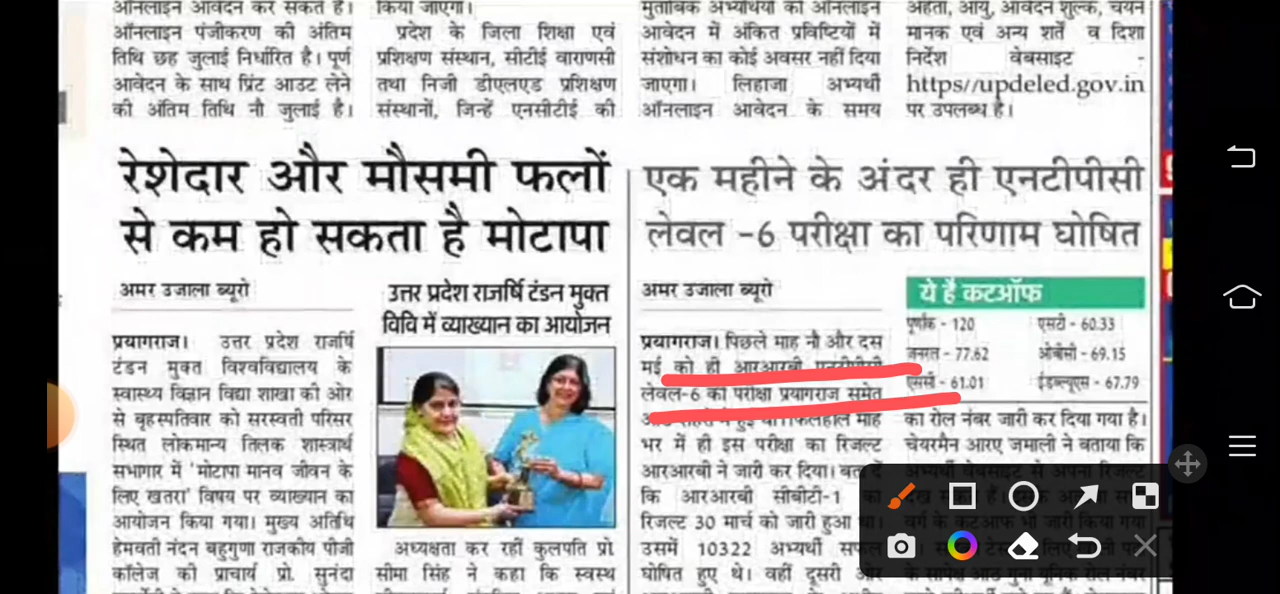 ऑनलाइन आवेदन कर सकते हैं।
ऑनलाइन पंजीकरण की अंतिम
तिथि छह जुलाई निर्धारित है। पूर्ण
आवेदन के साथ प्रिंट आउट लेने
की अंतिम तिथि नौ जुलाई है।
किया जाएगा।
प्रदेश के जिला शिक्षा एवं
प्रशिक्षण संस्थान, सीटीई वाराणसी
तथा निजी डीएलएड प्रशिक्षण
संस्थानों, जिन्हें एनसीटीई की
मुताबिक अभ्यर्थियों को ऑनलाइन
आवेदन में अंकित प्रविष्टियों में
संशोधन का कोई अवसर नहीं दिया
जाएगा। लिहाजा अभ्यर्थी
ऑनलाइन आवेदन के समय
अर्हता, आयु, आवेदन शुल्क, चयन
मानक एवं अन्य शर्तें व दिशा
निर्देश वेबसाइट -
https//updeled.gov.in
पर उपलब्ध है।
रेशेदार और मौसमी फलों
से कम हो सकता है मोटापा
अमर उजाला ब्यूरो
प्रयागराज। उत्तर प्रदेश राजर्षि
टंडन मुक्त विश्वविद्यालय के
स्वास्थ्य विज्ञान विद्या शाखा की ओर
से बृहस्पतिवार को सरस्वती परिसर
स्थित लोकमान्य तिलक शास्त्रार्थ
सभागार में 'मोटापा मानव जीवन के
लिए खतरा' विषय पर व्याख्यान का
आयोजन किया गया। मुख्य अतिथि
हेमवती नंदन बहुगुणा राजकीय पीजी
कॉलेज की प्राचार्य प्रो. सुनंदा
उत्तर प्रदेश राजर्षि टंडन मुक्त
विवि में व्याख्यान का आयोजन
अध्यक्षता कर रहीं कुलपति प्रो.
सीमा सिंह ने कहा कि स्वस्थ
एक महीने के अंदर ही एनटीपीसी
लेवल -6 परीक्षा का परिणाम घोषित
अमर उजाला ब्यूरो
प्रयागराज। पिछले माह नौ और दस
मई को ही आरआरबी एनटीपीसी
लेवल-6 की परीक्षा प्रयागराज समेत
माह
भर में ही इस परीक्षा का रिजल्ट
आरआरबी ने जारी कर दिया। बता दें
कि आरआरबी सीबीटी-1 का
रिजल्ट 30 मार्च को जारी हुआ था।
उसमें 10322 अभ्यर्थी सफल
घोषित हुए थे। वहीं दूसरी ओर
ये है कटऑफ
पूर्णांक - 120
जनरल - 77.62
एससी - 61.01
एसटी - 60.33
ओबीसी - 69.15
ईडब्ल्यूएस - 67.79
का रोल नंबर जारी कर दिया गया है।
चेयरमैन आरए जमाली ने बताया कि